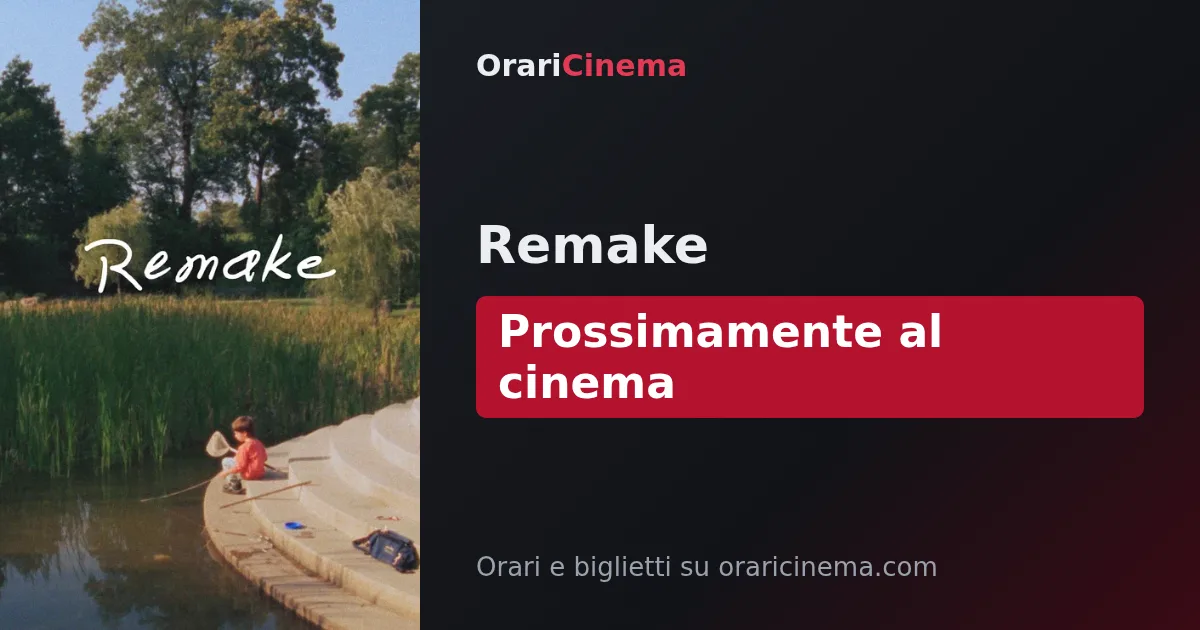 Remake
OrariCinema
Remake
Prossimamente al
cinema
Orari e biglietti su oraricinema.com